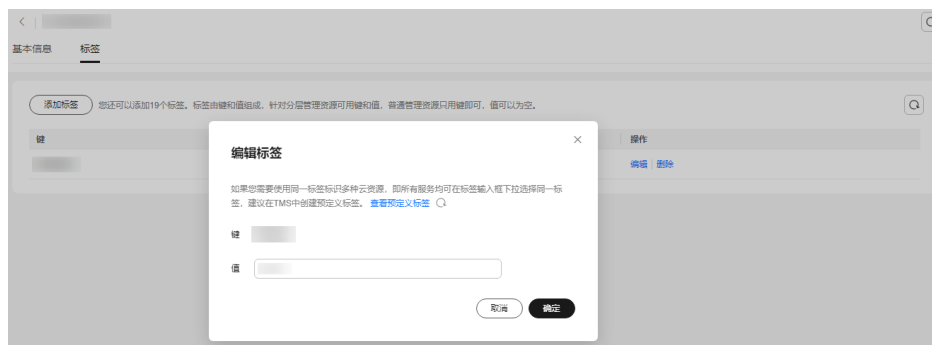 基本信息 标签
添加标签 您还可以添加19个标签。标签由键和值组成，针对分层管理资源可用键和值，普通管理资源只用键即可，值可以为空。
键 操作
编辑 删除
编辑标签
如果您需要使用同一标签标识多种云资源，即所有服务均可在标签输入框下拉选择同一标
签，建议在TMS中创建预定义标签。 查看预定义标签
键
值
取消 确定